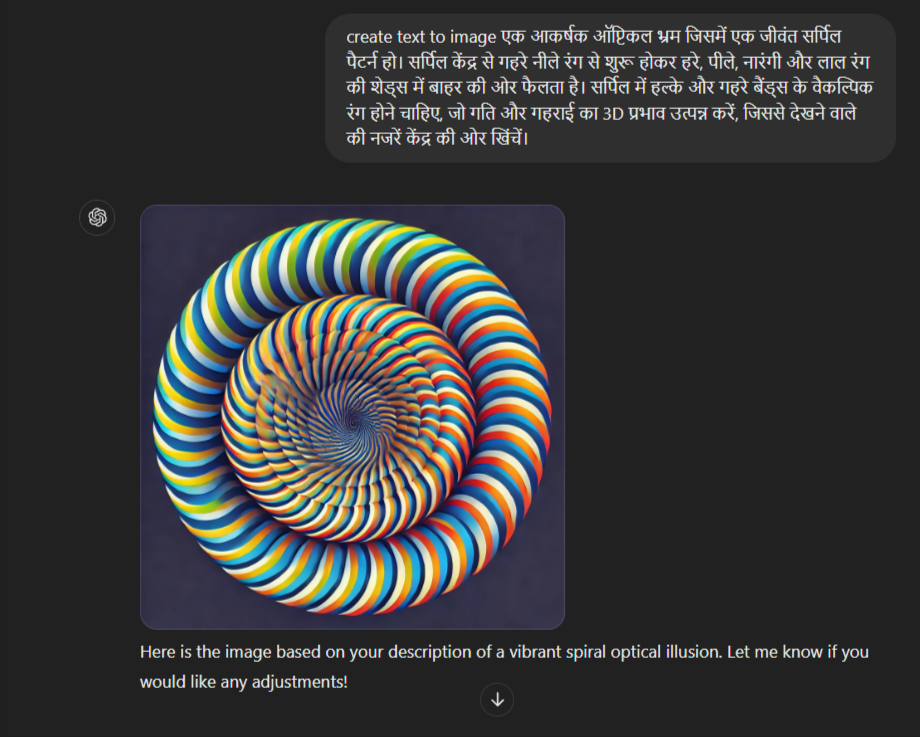 create text to image एक आकर्षक ऑप्टिकल भ्रम जिसमें एक जीवंत सर्पिल
पैटर्न हो। सर्पिल केंद्र से गहरे नीले रंग से शुरू होकर हरे, पीले, नारंगी और लाल रंग
की शेड्स में बाहर की ओर फैलता है। सर्पिल में हल्के और गहरे बैंड्स के वैकल्पिक
रंग होने चाहिए, जो गति और गहराई का 3D प्रभाव उत्पन्न करें, जिससे देखने वाले
की नजरें केंद्र की ओर खिंचें।
Here is the image based on your description of a vibrant spiral optical illusion. Let me know if you
would like any adjustments!